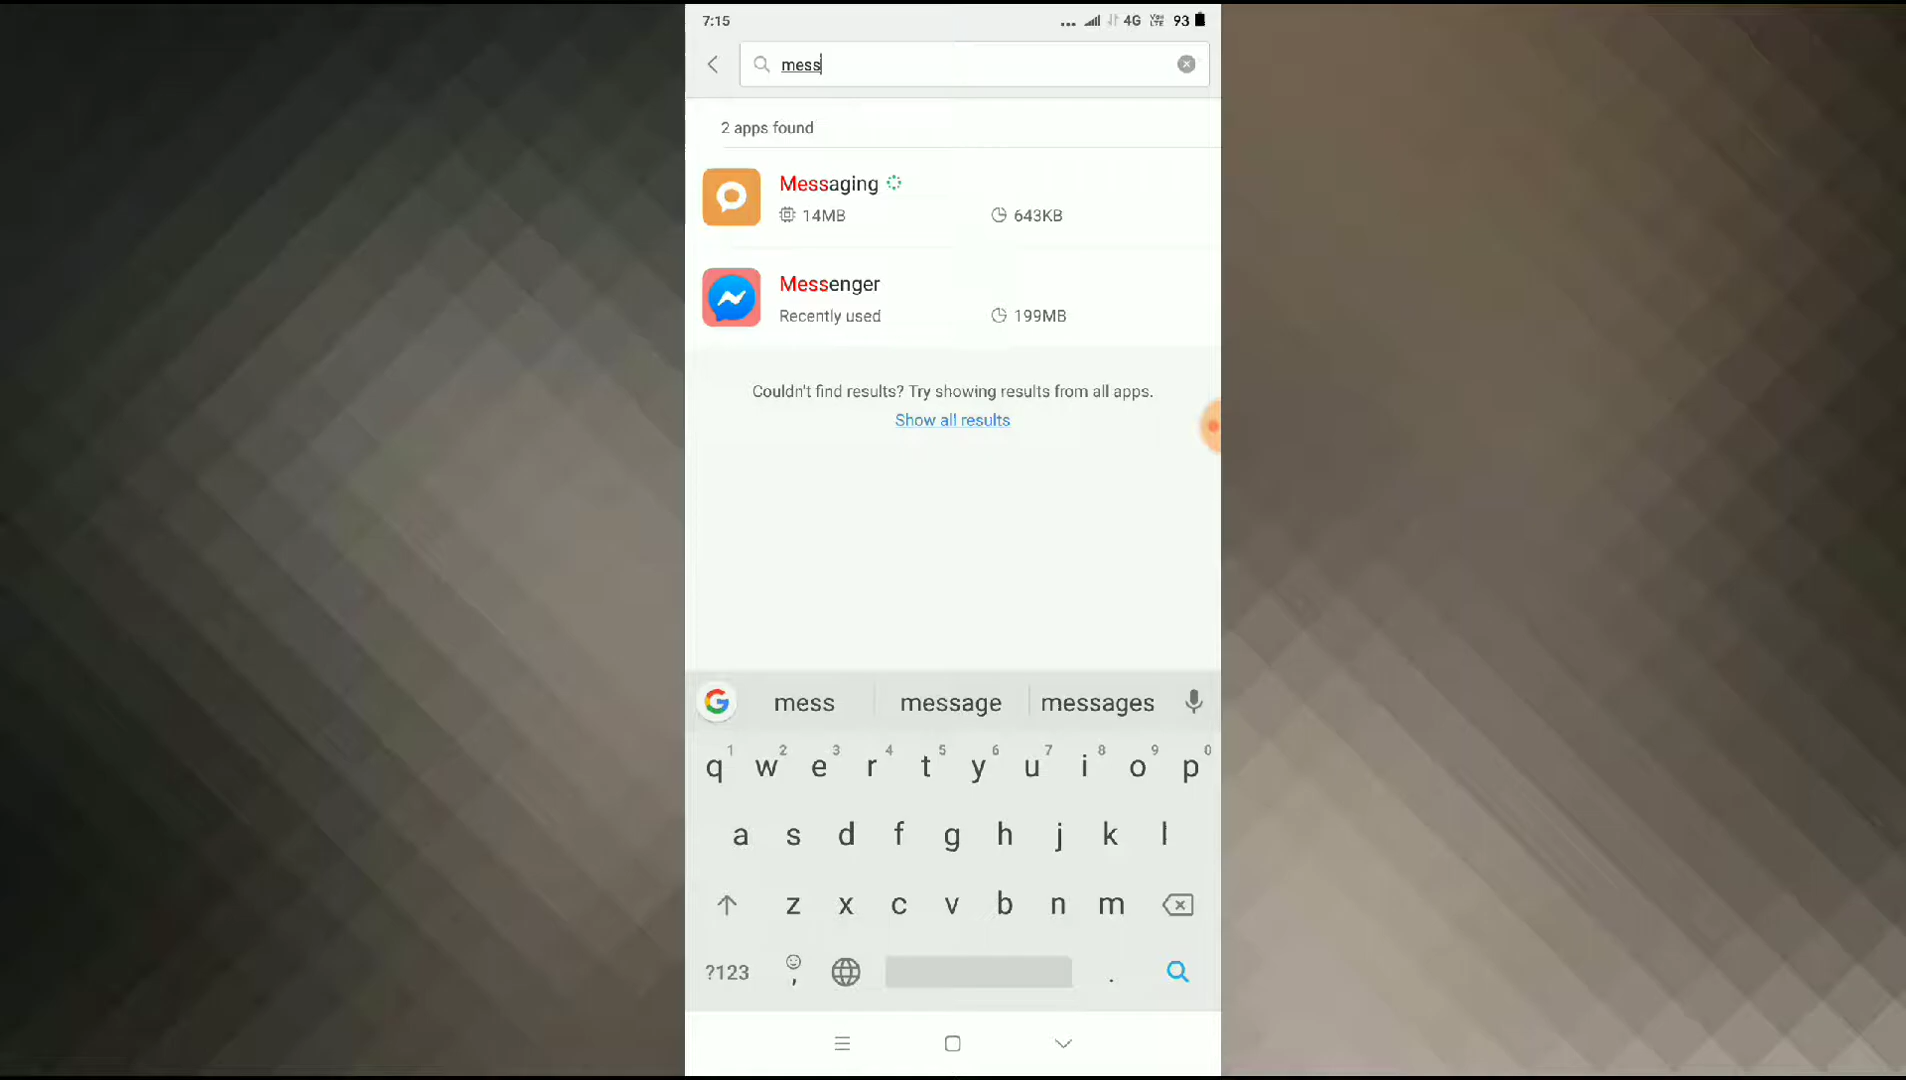 7:15
4G VoLTE 93
mess
2 apps found
Messaging
14MB 643KB
Messenger
Recently used 199MB
Couldn't find results? Try showing results from all apps.
Show all results
mess message messages
1 2 3 4 5 6 7 8 9 0
q w e r t y u i o p
a s d f g h j k l
z x c v b n m
?123 , .